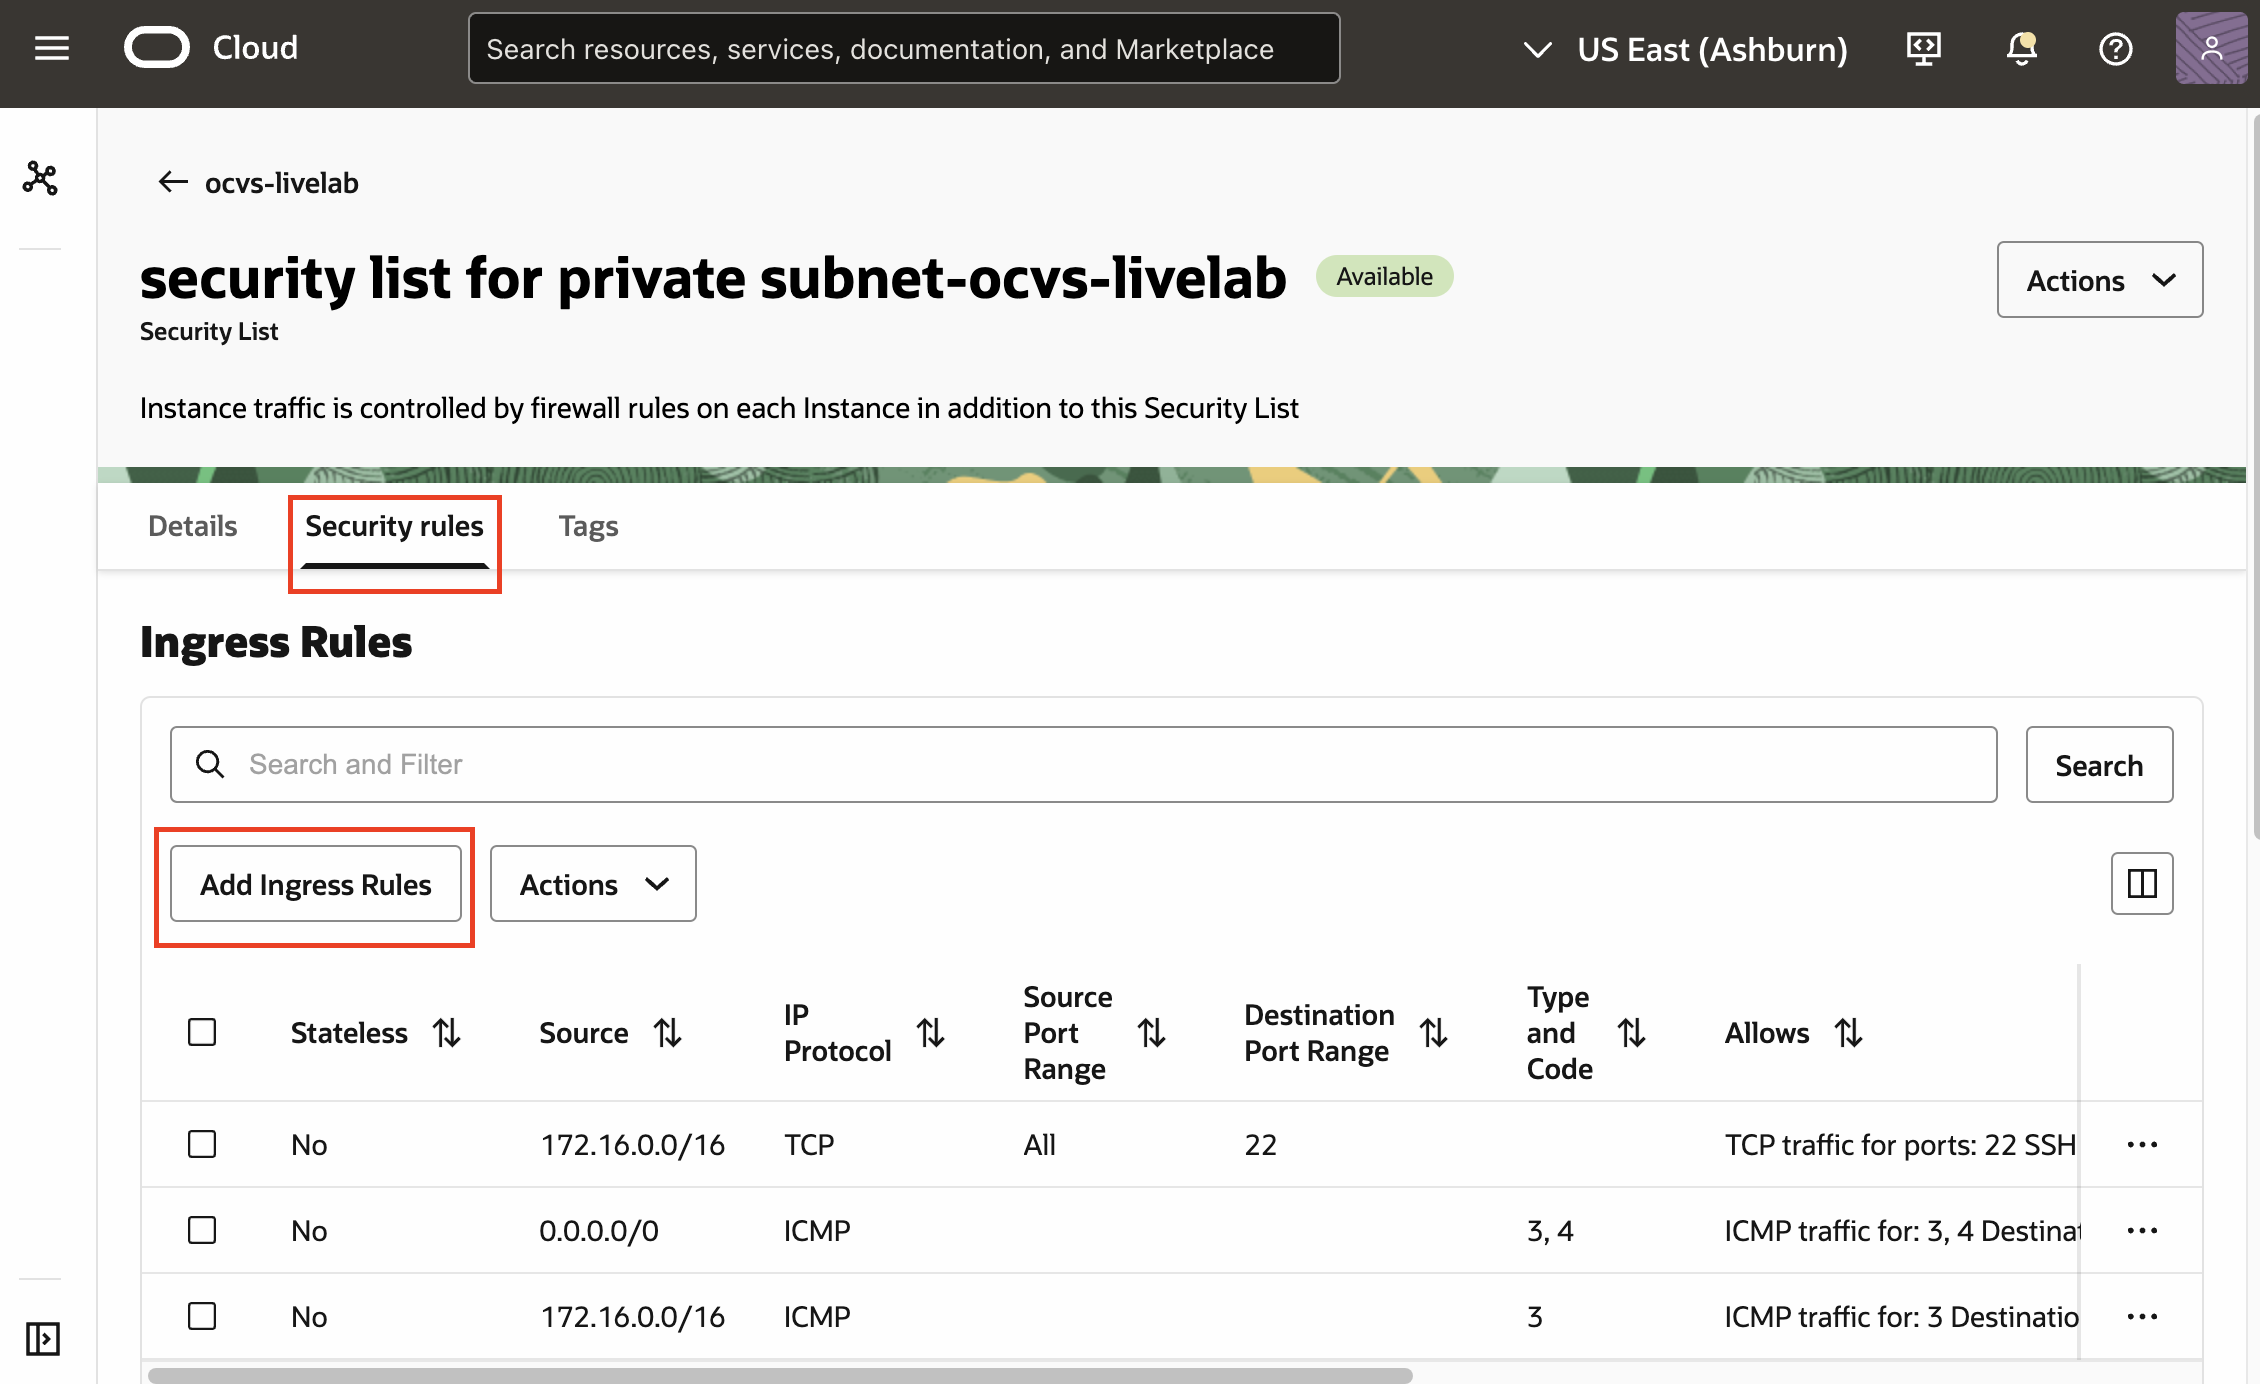 Cloud
Search resources, services, documentation, and Marketplace
US East (Ashburn)
ocvs-livelab
security list for private subnet-ocvs-livelab
Available
Actions
Security List
Instance traffic is controlled by firewall rules on each Instance in addition to this Security List
Details
Security rules
Tags
Ingress Rules
Search and Filter
Search
Add Ingress Rules
Actions
Stateless
Source
IP
Protocol
Source
Port
Range
Destination
Port Range
Type
and
Code
Allows
No 172.16.0.0/16 TCP All 22 TCP traffic for ports: 22 SSH
No 0.0.0.0/0 ICMP 3, 4 ICMP traffic for: 3, 4
No 172.16.0.0/16 ICMP 3 ICMP traffic for: 3